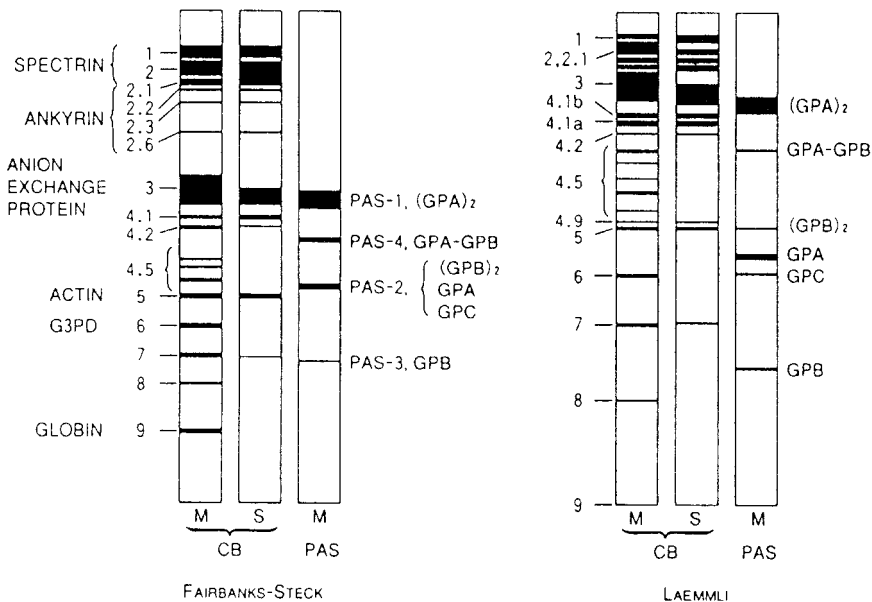 SPECTRIN
ANKYRIN
ANION
EXCHANGE
PROTEIN
ACTIN
G3PD
GLOBIN
1
2
2.1
2.2
2.3
2.6
3
4.1
4.2
4.5
5
6
7
8
9
PAS-1, (GPA)₂
PAS-4, GPA-GPB
PAS-2,
(GPB)₂
GPA
GPC
PAS-3, GPB
M S M
CB PAS
FAIRBANKS-STECK
1
2,2.1
3
4.1b
4.1a
4.2
4.5
4.9
5
6
7
8
9
(GPA)₂
GPA-GPB
(GPB)₂
GPA
GPC
GPB
M S M
CB PAS
LAEMMLI